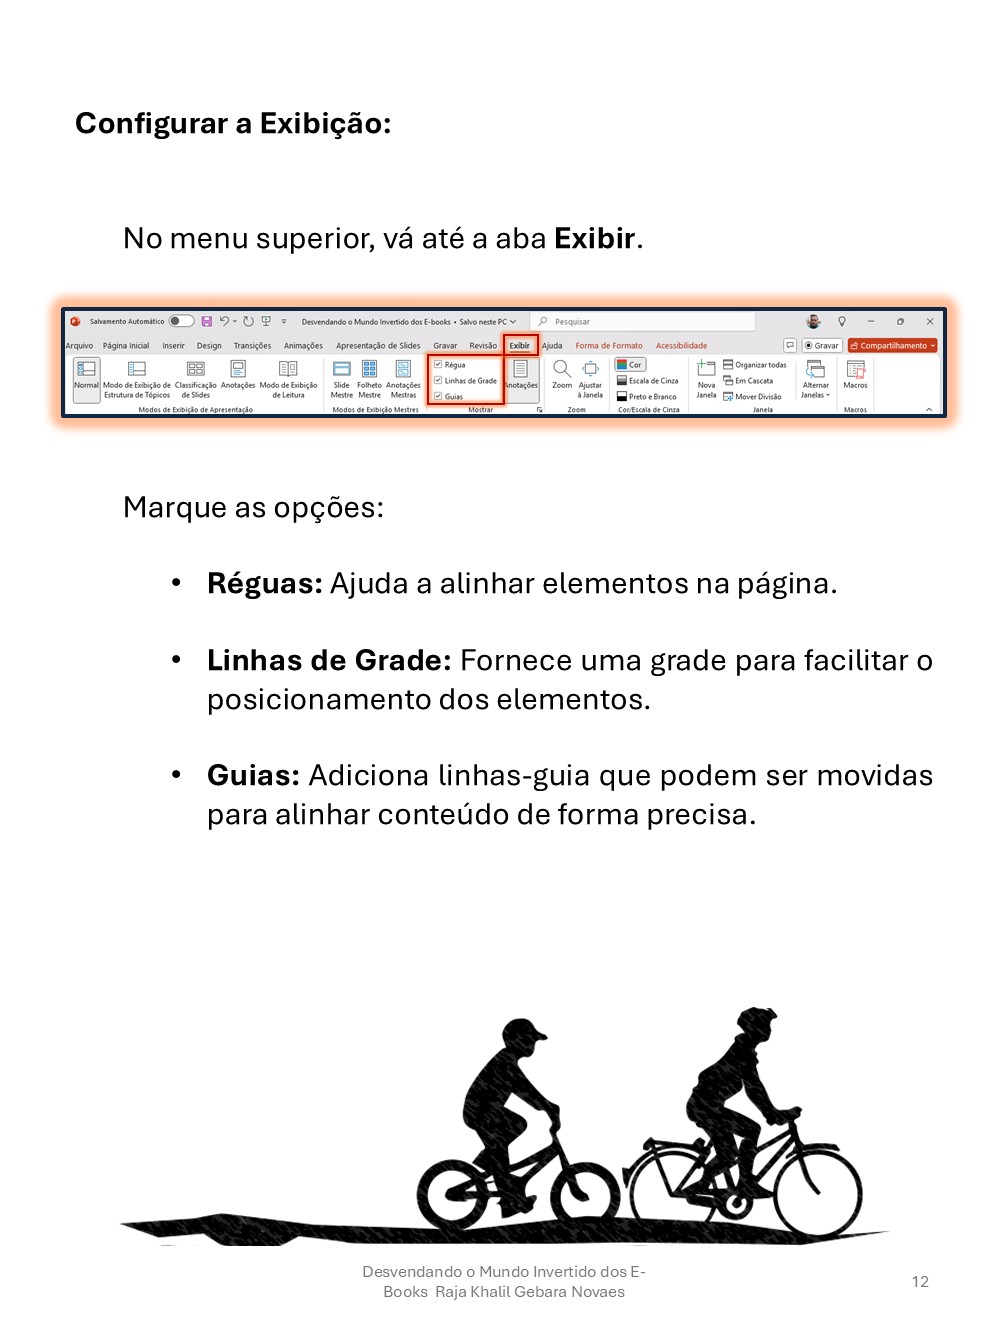 Configurar a Exibição:
No menu superior, vá até a aba Exibir.
Salvamento Automático
Desvendando o Mundo Invertido dos E-books • Salvo neste PC
Pesquisar
Arquivo Página Inicial Inserir Design Transições Animações Apresentação de Slides Gravar Revisão Exibir Ajuda Forma de Formato Acessibilidade Gravar Compartilhamento
Normal
Modo de Exibição de
Estrutura de Tópicos
Classificação
de Slides
Anotações
Modo de Exibição
de Leitura
Modos de Exibição de Apresentação
Slide
Mestre
Folheto
Mestre
Anotações
Mestras
Modos de Exibição Mestres
Régua
Linhas de Grade
Guias
Mostrar
notações
Zoom
Ajustar
à Janela
Zoom
Cor
Escala de Cinza
Preto e Branco
Cor/Escala de Cinza
Nova
Janela
Organizar todas
Em Cascata
Mover Divisão
Janela
Alternar
Janelas
Macros
Macros
Marque as opções:
• Réguas: Ajuda a alinhar elementos na página.
• Linhas de Grade: Fornece uma grade para facilitar o
posicionamento dos elementos.
• Guias: Adiciona linhas-guia que podem ser movidas
para alinhar conteúdo de forma precisa.
Desvendando o Mundo Invertido dos E-
Books Raja Khalil Gebara Novaes
12